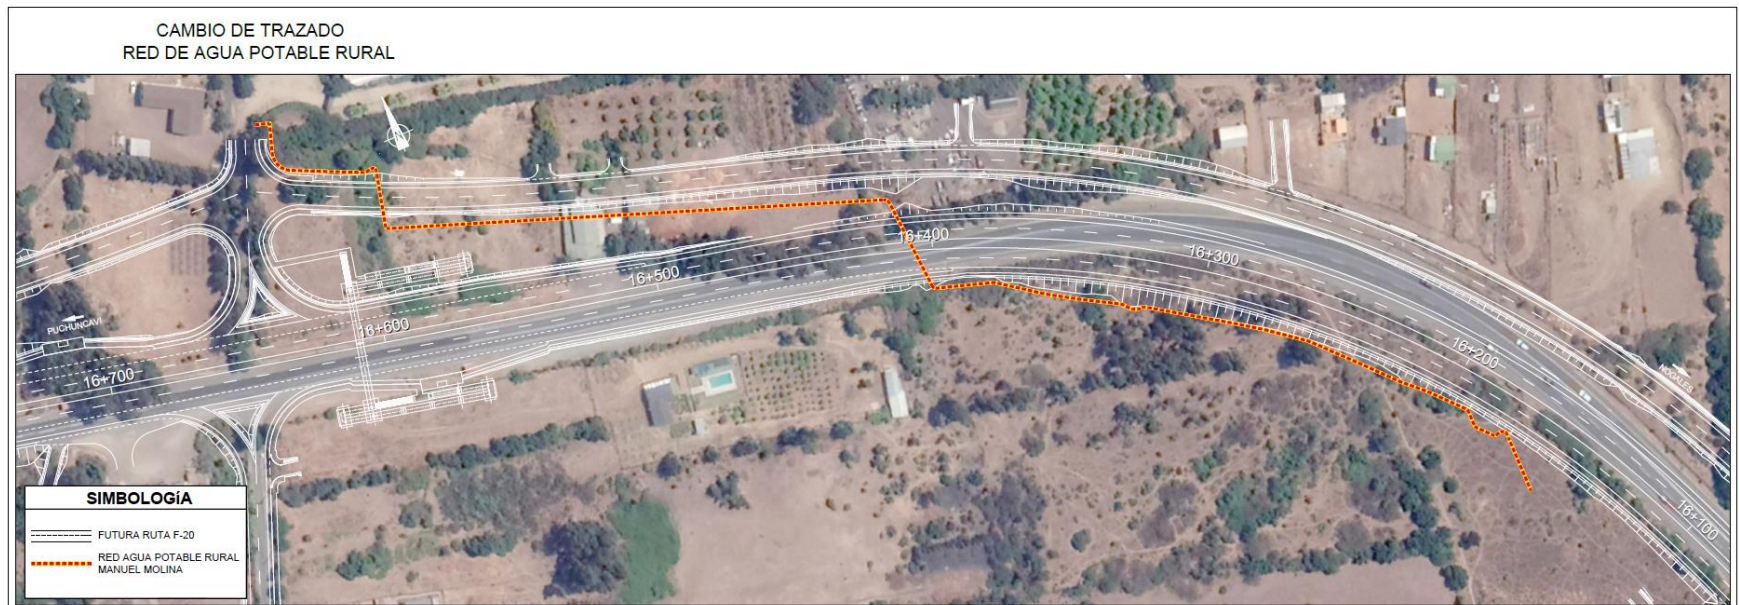 CAMBIO DE TRAZADO
RED DE AGUA POTABLE RURAL
16+400
16+300
16+500
PUCHUNCAVI
16+600
16+200
NOGALES
16+700
16+100
SIMBOLOGíA
FUTURA RUTA F-20
RED AGUA POTABLE RURAL
MANUEL MOLINA